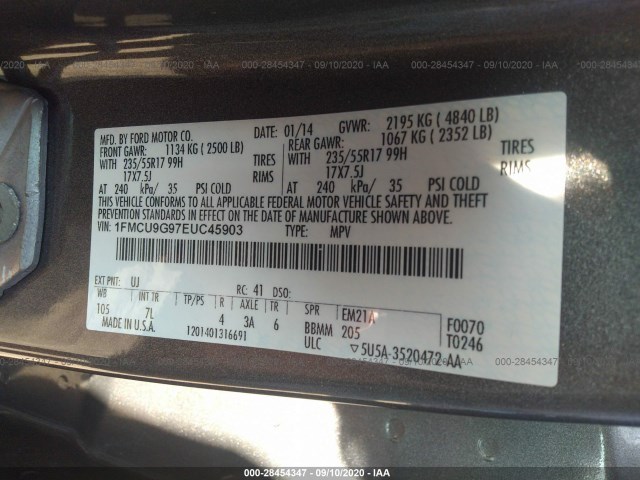 000-28454347 - 09/10/2020 - IAA
000-28454347 - 09/10/2020 - IAA
MFD. BY FORD MOTOR CO.
DATE: 01/14 GVWR: 2195 KG ( 4840 LB)
FRONT GAWR: 1134 KG ( 2500 LB) REAR GAWR: 1067 KG ( 2352 LB)
WITH 235/55R17 99H TIRES WITH 235/55R17 99H TIRES
17X7.5J RIMS 17X7.5J RIMS
AT 240 kPa/ 35 PSI COLD AT 240 kPa/ 35 PSI COLD
THIS VEHICLE CONFORMS TO ALL APPLICABLE FEDERAL MOTOR VEHICLE SAFETY AND THEFT
PREVENTION STANDARDS IN EFFECT ON THE DATE OF MANUFACTURE SHOWN ABOVE.
VIN: 1FMCU9G97EUC45903 TYPE: MPV
EXT PNT: UJ RC: 41 DSO:
WB INT TR TP/PS R AXLE TR SPR EM21A F0070
105 7L 4 3A 6 BBMM 205 T0246
MADE IN U.S.A. 1201401316691 ULC ▽5U5A-3520472-AA
000-28454347 - 09/10/2020 - IAA
000-28454347 - 09/10/2020 - IAA
000-28454347 - 09/10/2020 - IAA